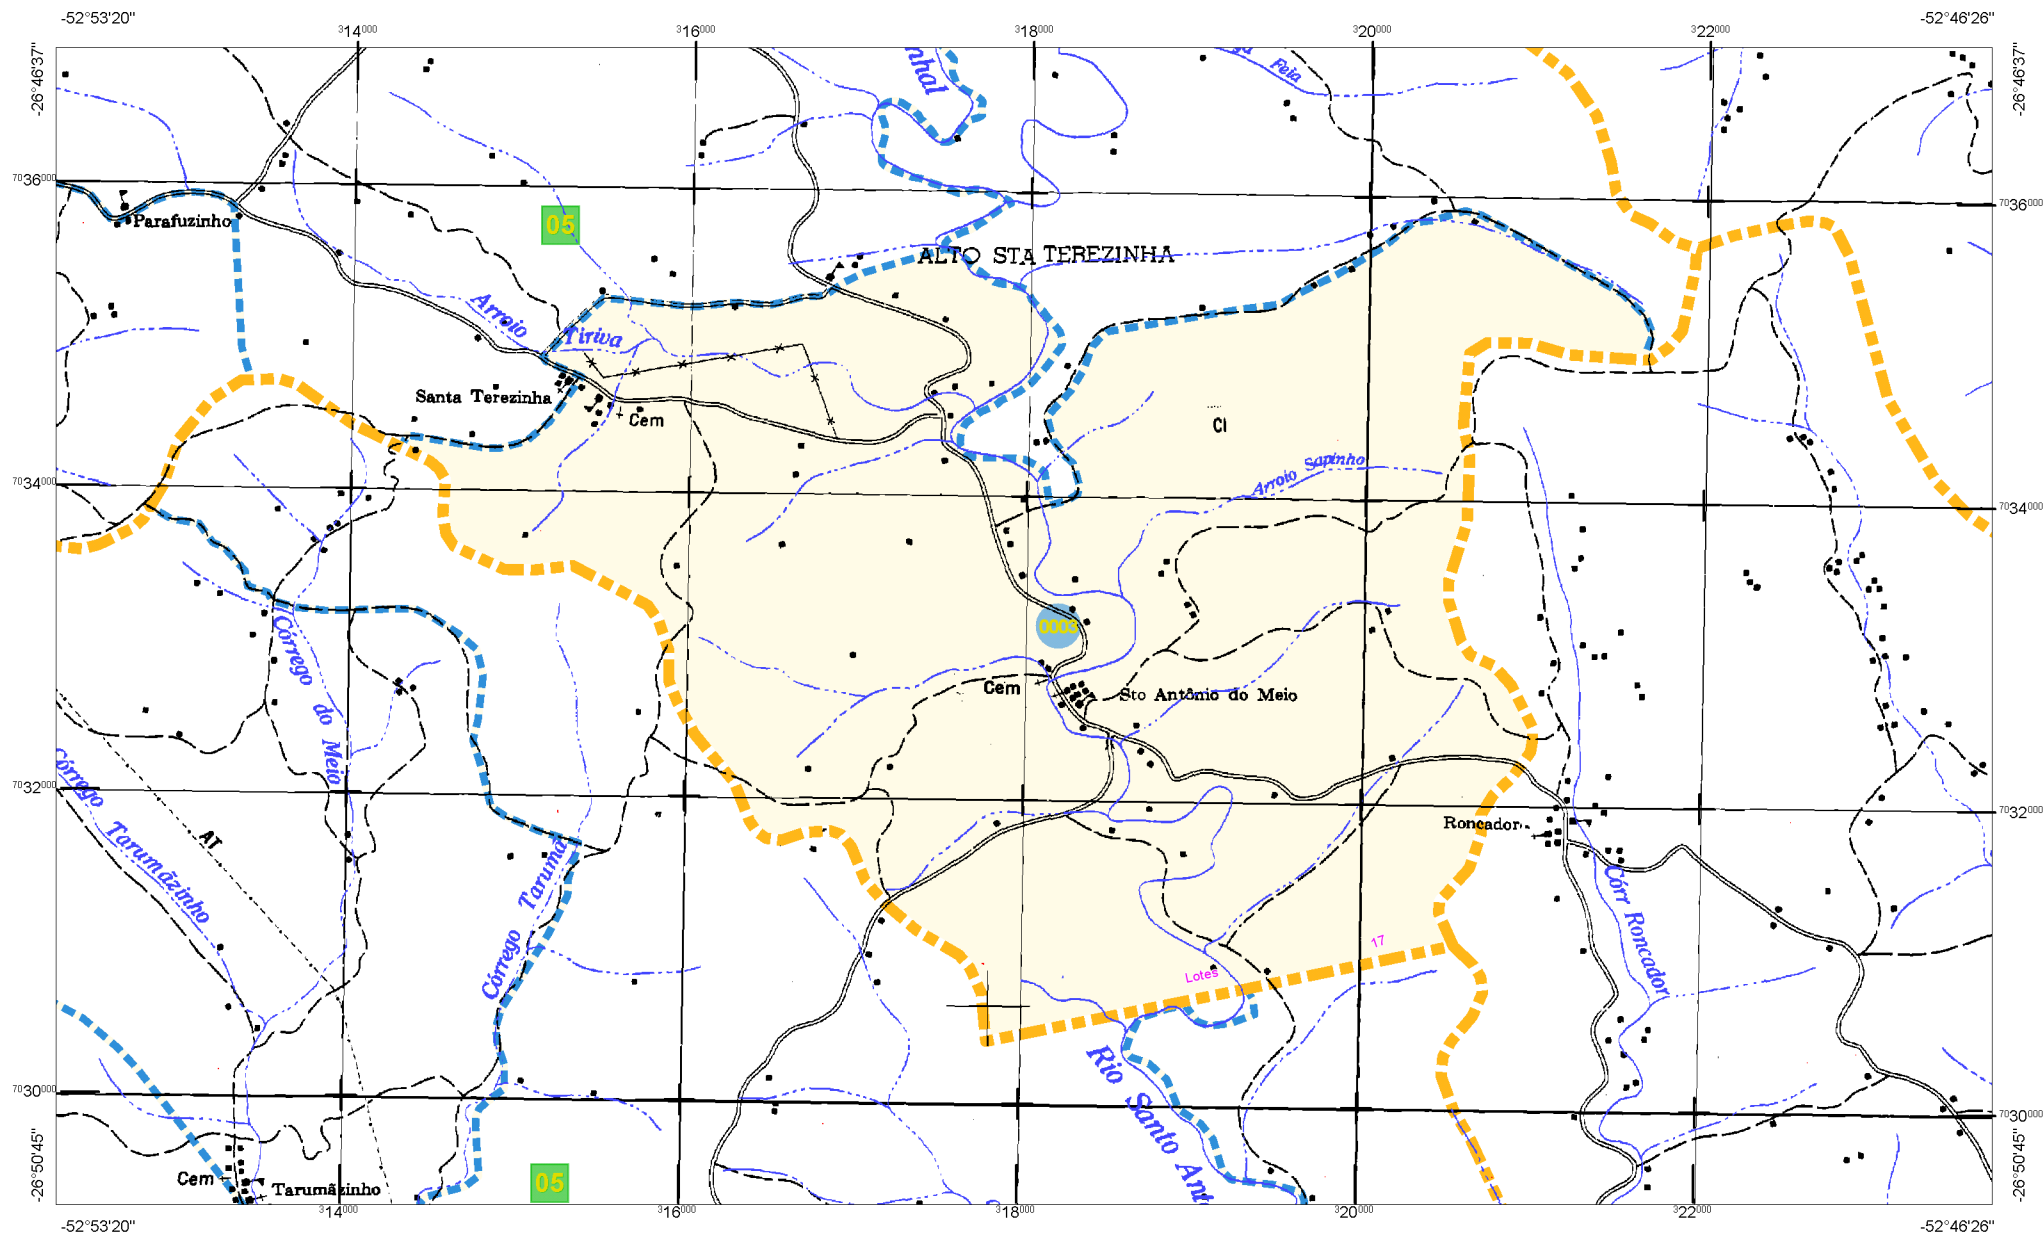 -52°53'20"
-52°46'26"
314000
316000
318000
320000
322000
-26°46'37"
-26°46'37"
nhal
Feia
7036000
7036000
Parafuzinho
05
ALTO STA TEREZINHA
Arroio
Tiriva
Santa Terezinha
Cem
CI
Arroio Sapinho
7034000
7034000
0003
Córrego
do
Meio
Cem
Sto Antônio do Meio
Córrego
Tarumãzinho
AT
7032000
7032000
Roncador
Córrego
Tarumã
Córr Roncador
17
Lotes
Rio
Santo
Ant
7030000
7030000
-26°50'45"
-26°50'45"
Cem
Tarumãzinho
05
314000
316000
318000
320000
322000
-52°53'20"
-52°46'26"